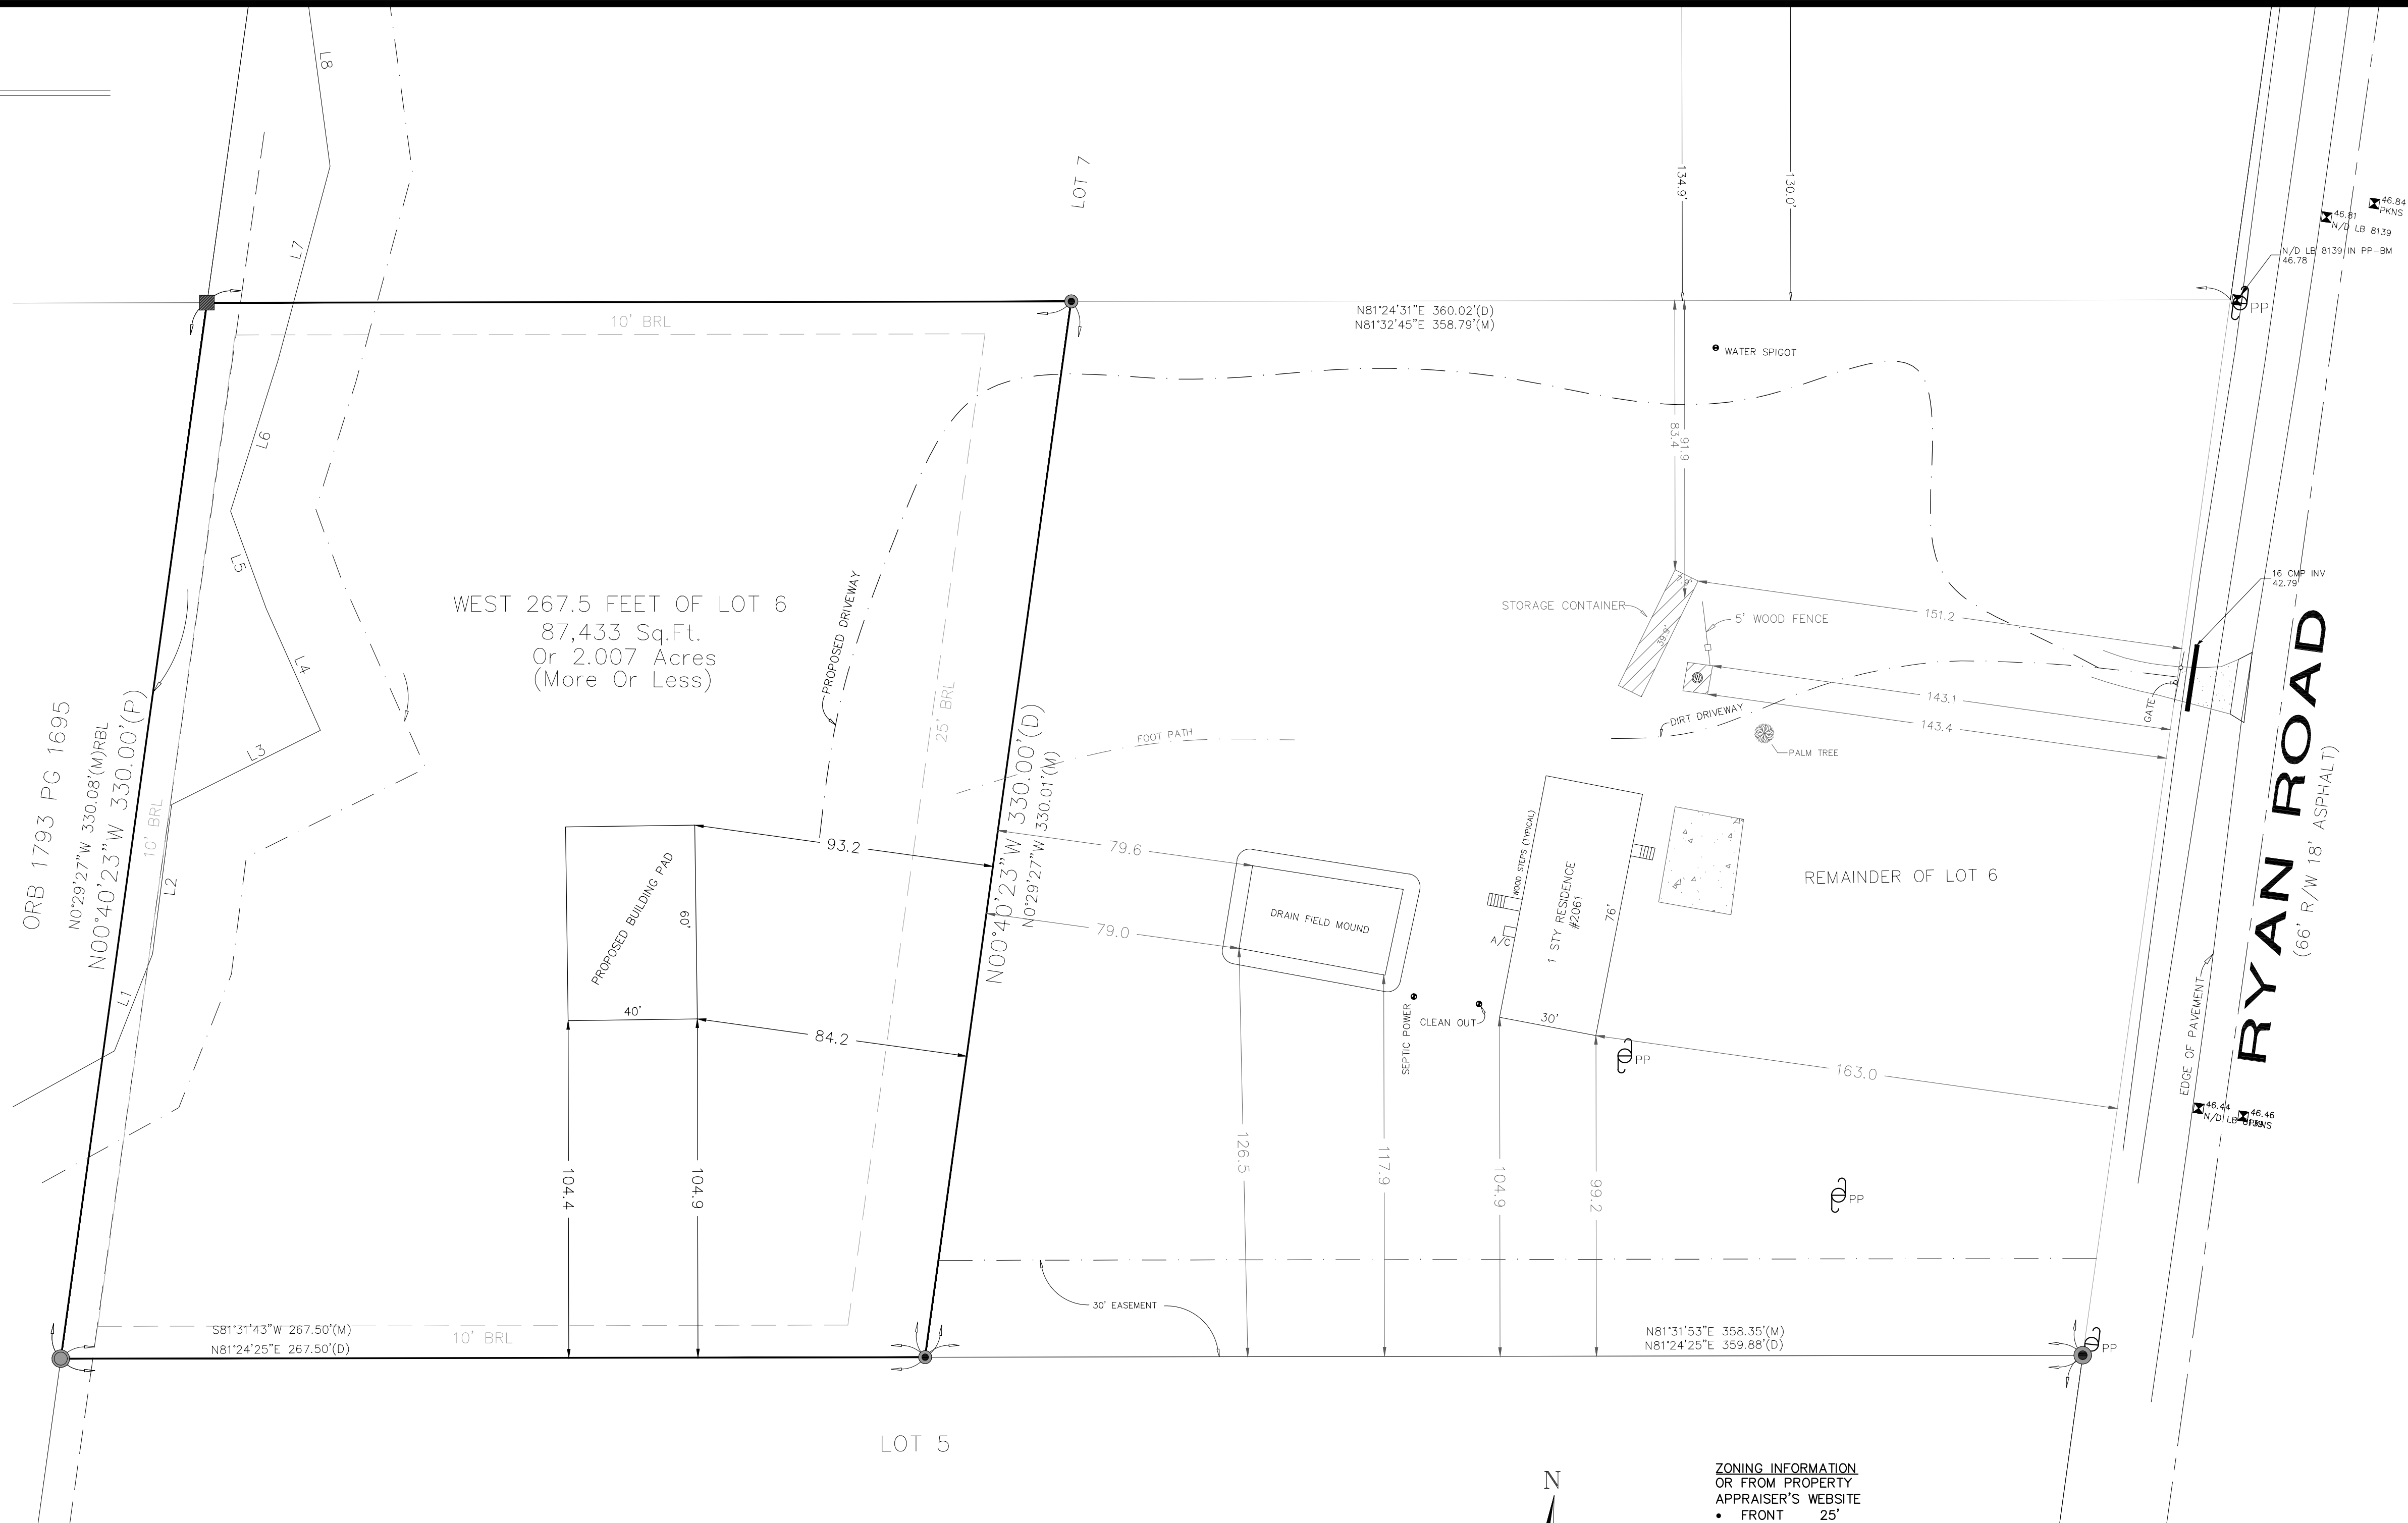 L8
LOT 7
134.9'
130.0'
46.84
PKNS
46.81
N/D LB 8139
N/D LB 8139 IN PP-BM
46.78
PP
L7
10' BRL
N81°24'31"E 360.02'(D)
N81°32'45"E 358.79'(M)
WATER SPIGOT
L6
83.4
91.9
L5
16 CMP INV
42.79
WEST 267.5 FEET OF LOT 6
87,433 Sq.Ft.
Or 2.007 Acres
(More Or Less)
PROPOSED DRIVEWAY
STORAGE CONTAINER
7.9'
39.9'
5' WOOD FENCE
W
151.2
143.1
143.4
GATE
L4
L3
ORB 1793 PG 1695
N0°29'27"W 330.08'(M)RBL
N00°40'23"W 330.00'(P)
10' BRL
25' BRL
FOOT PATH
DIRT DRIVEWAY
PALM TREE
RYAN ROAD
(66' R/W 18' ASPHALT)
N00°40'23"W 330.00'(D)
N0°29'27"W 330.01'(M)
L2
L1
PROPOSED BUILDING PAD
60'
40'
93.2
84.2
79.6
79.0
DRAIN FIELD MOUND
WOOD STEPS (TYPICAL)
A/C
1 STY RESIDENCE
#2061
76'
30'
REMAINDER OF LOT 6
SEPTIC POWER
CLEAN OUT
PP
163.0
EDGE OF PAVEMENT
46.44
N/D LB
46.46
104.4
104.9
126.5
117.9
104.9
99.2
PP
30' EASEMENT
S81°31'43"W 267.50'(M)
N81°24'25"E 267.50'(D)
10' BRL
N81°31'53"E 358.35'(M)
N81°24'25"E 359.88'(D)
PP
LOT 5
N
ZONING INFORMATION
OR FROM PROPERTY
APPRAISER'S WEBSITE
• FRONT 25'